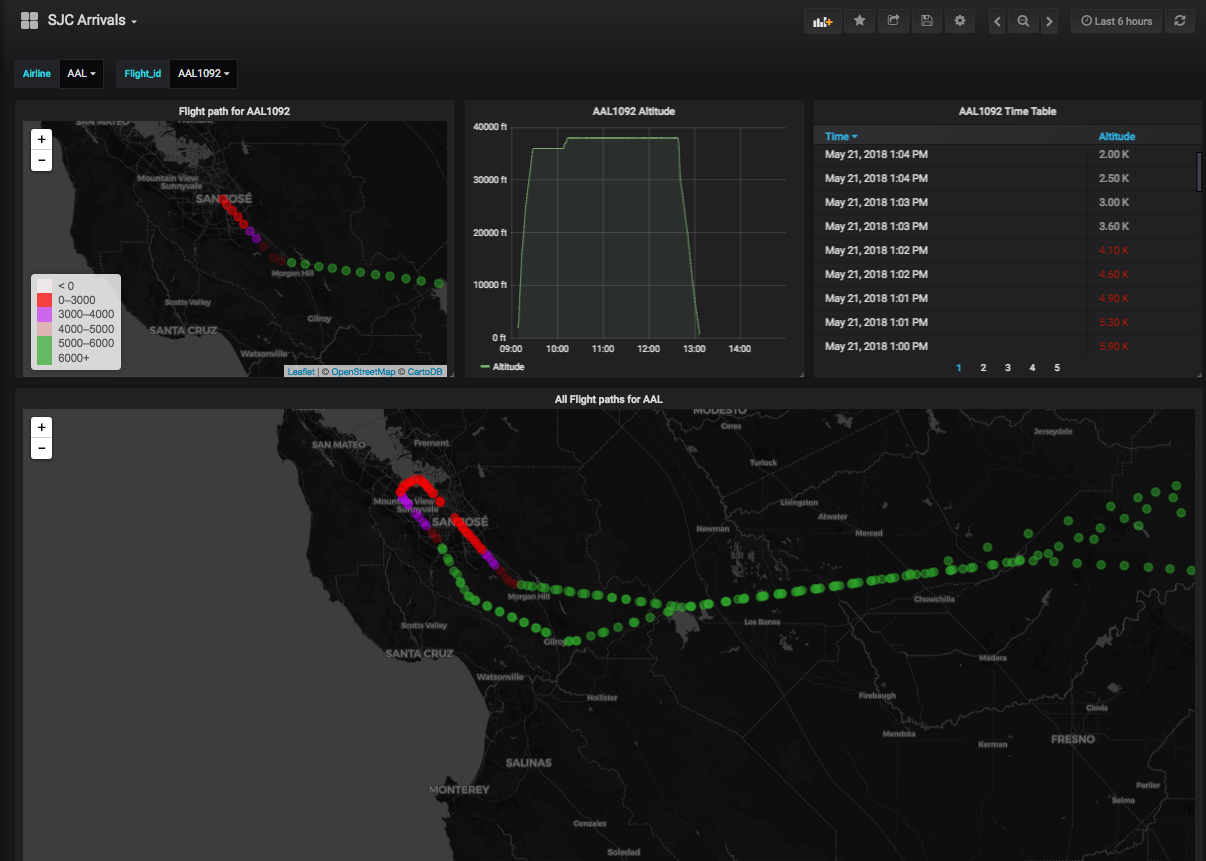 SJC Arrivals
Last 6 hours
Airline AAL Flight_id AAL1092
Flight path for AAL1092
+
−
SAN MATEO
Fremont
Mountain View
Sunnyvale
SAN JOSÉ
Morgan Hill
Scotts Valley
SANTA CRUZ
Gilroy
Watsonville
< 0
0–3000
3000–4000
4000–5000
5000–6000
6000+
Leaflet | © OpenStreetMap © CartoDB
AAL1092 Altitude
40000 ft
30000 ft
20000 ft
10000 ft
0 ft
09:00 10:00 11:00 12:00 13:00 14:00
Altitude
AAL1092 Time Table
Time Altitude
May 21, 2018 1:04 PM 2.00 K
May 21, 2018 1:04 PM 2.50 K
May 21, 2018 1:03 PM 3.00 K
May 21, 2018 1:03 PM 3.60 K
May 21, 2018 1:02 PM 4.10 K
May 21, 2018 1:02 PM 4.60 K
May 21, 2018 1:01 PM 4.90 K
May 21, 2018 1:01 PM 5.30 K
May 21, 2018 1:00 PM 5.90 K
1 2 3 4 5
All Flight paths for AAL
+
−
MODESTO
Ceres
Jerseydale
SAN MATEO
Fremont
Turlock
Mountain View
Sunnyvale
Livingston
Atwater
SAN JOSÉ
Newman
Merced
Morgan Hill
Chowchilla
Los Banos
Scotts Valley
Gilroy
SANTA CRUZ
Madera
Watsonville
Hollister
Firebaugh
Clovis
Mendota
FRESNO
Kerman
SALINAS
MONTEREY
Parlier
Selma
Gonzales
Soledad